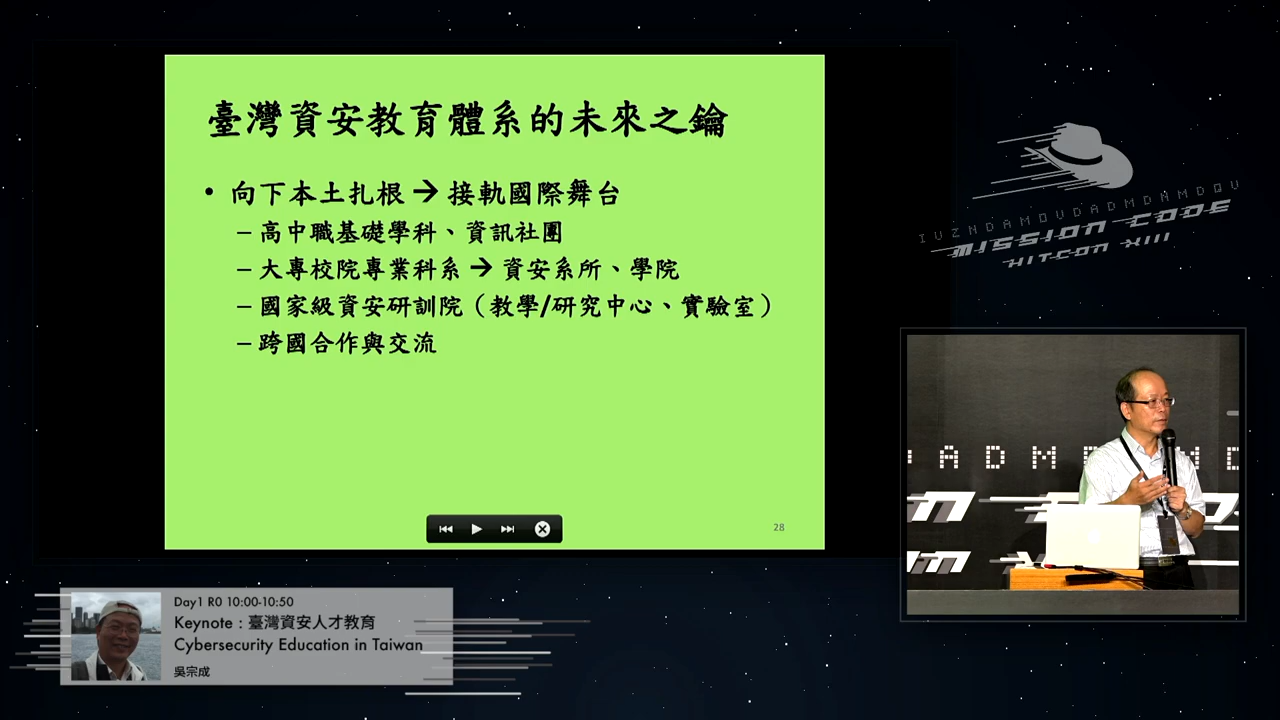 臺灣資安教育體系的未來之鑰
• 向下本土扎根 → 接軌國際舞台
– 高中職基礎學科、資訊社團
– 大專校院專業科系 → 資安系所、學院
– 國家級資安研訓院（教學/研究中心、實驗室）
– 跨國合作與交流
28
IVZNDAMOVDADMDNMDQV
MISSION CODE
HITCON XIII
Day1 R0 10:00-10:50
Keynote：臺灣資安人才教育
Cybersecurity Education in Taiwan
吳宗成